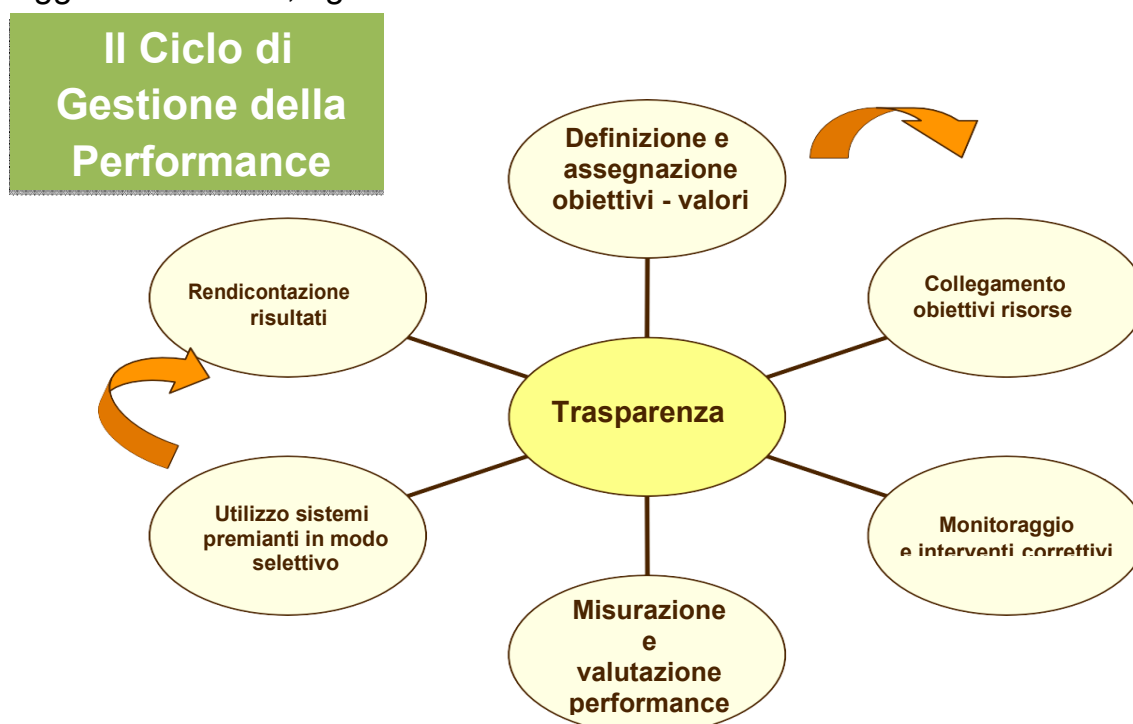 Il Ciclo di
Gestione della
Performance
Definizione e
assegnazione
obiettivi - valori
Rendicontazione
risultati
Collegamento
obiettivi risorse
Trasparenza
Utilizzo sistemi
premianti in modo
selettivo
Monitoraggio
e interventi correttivi
Misurazione
e
valutazione
performance